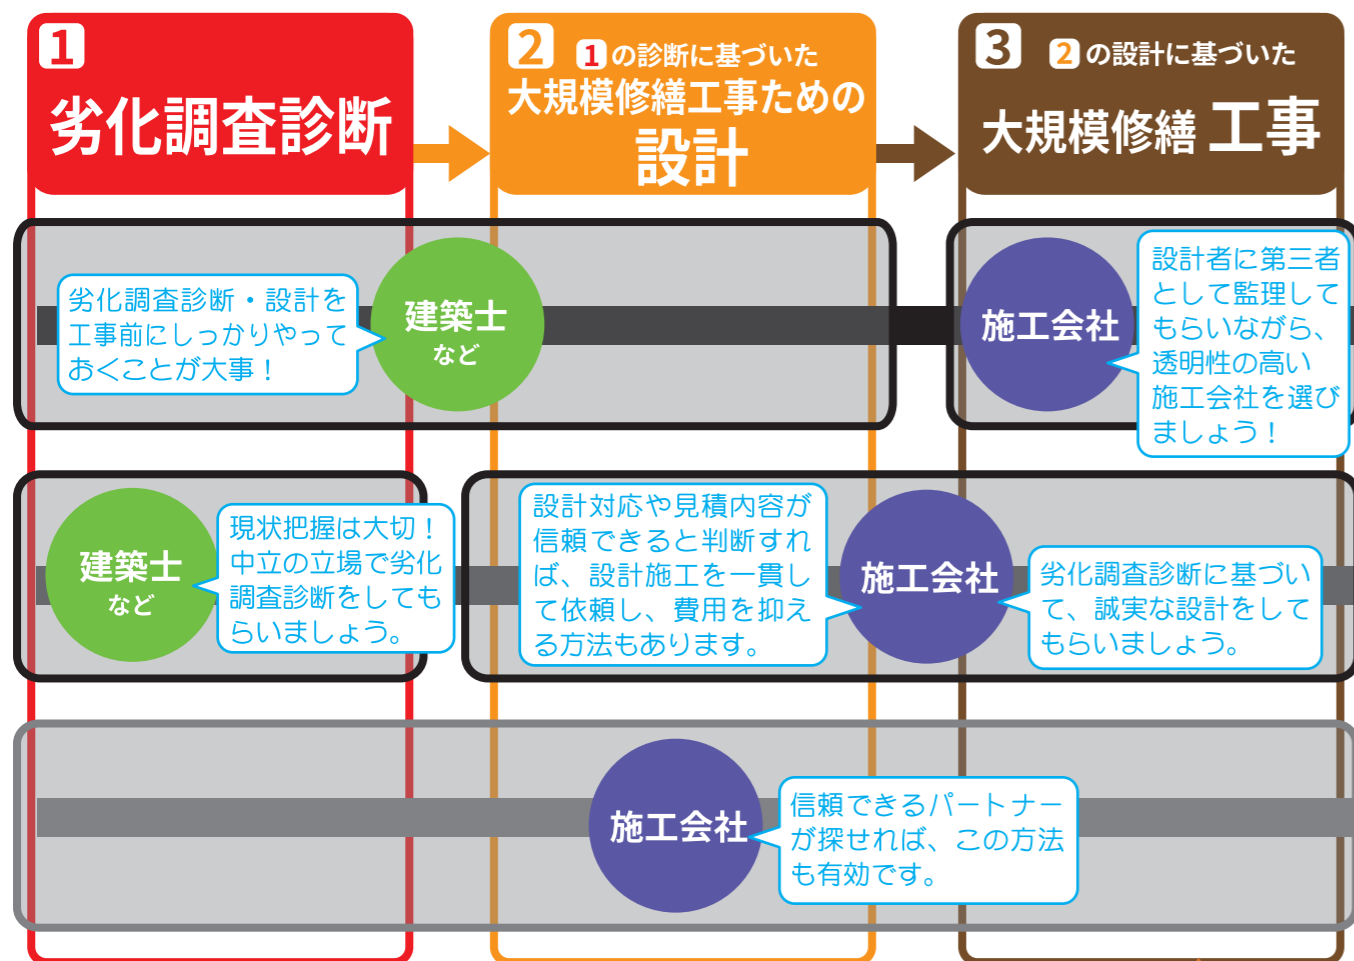 1
劣化調査診断
2
1の診断に基づいた
大規模修繕工事ための
設計
3
2の設計に基づいた
大規模修繕 工事
劣化調査診断・設計を
工事前にしっかりやって
おくことが大事！
建築士
など
施工会社
設計者に第三者
として監理して
もらいながら、
透明性の高い
施工会社を選び
ましょう！
建築士
など
現状把握は大切！
中立の立場で劣化
調査診断をしても
らいましょう。
設計対応や見積内容が
信頼できると判断すれ
ば、設計施工を一貫し
て依頼し、費用を抑え
る方法もあります。
施工会社
劣化調査診断に基づい
て、誠実な設計をして
もらいましょう。
施工会社
信頼できるパートナー
が探せれば、この方法
も有効です。